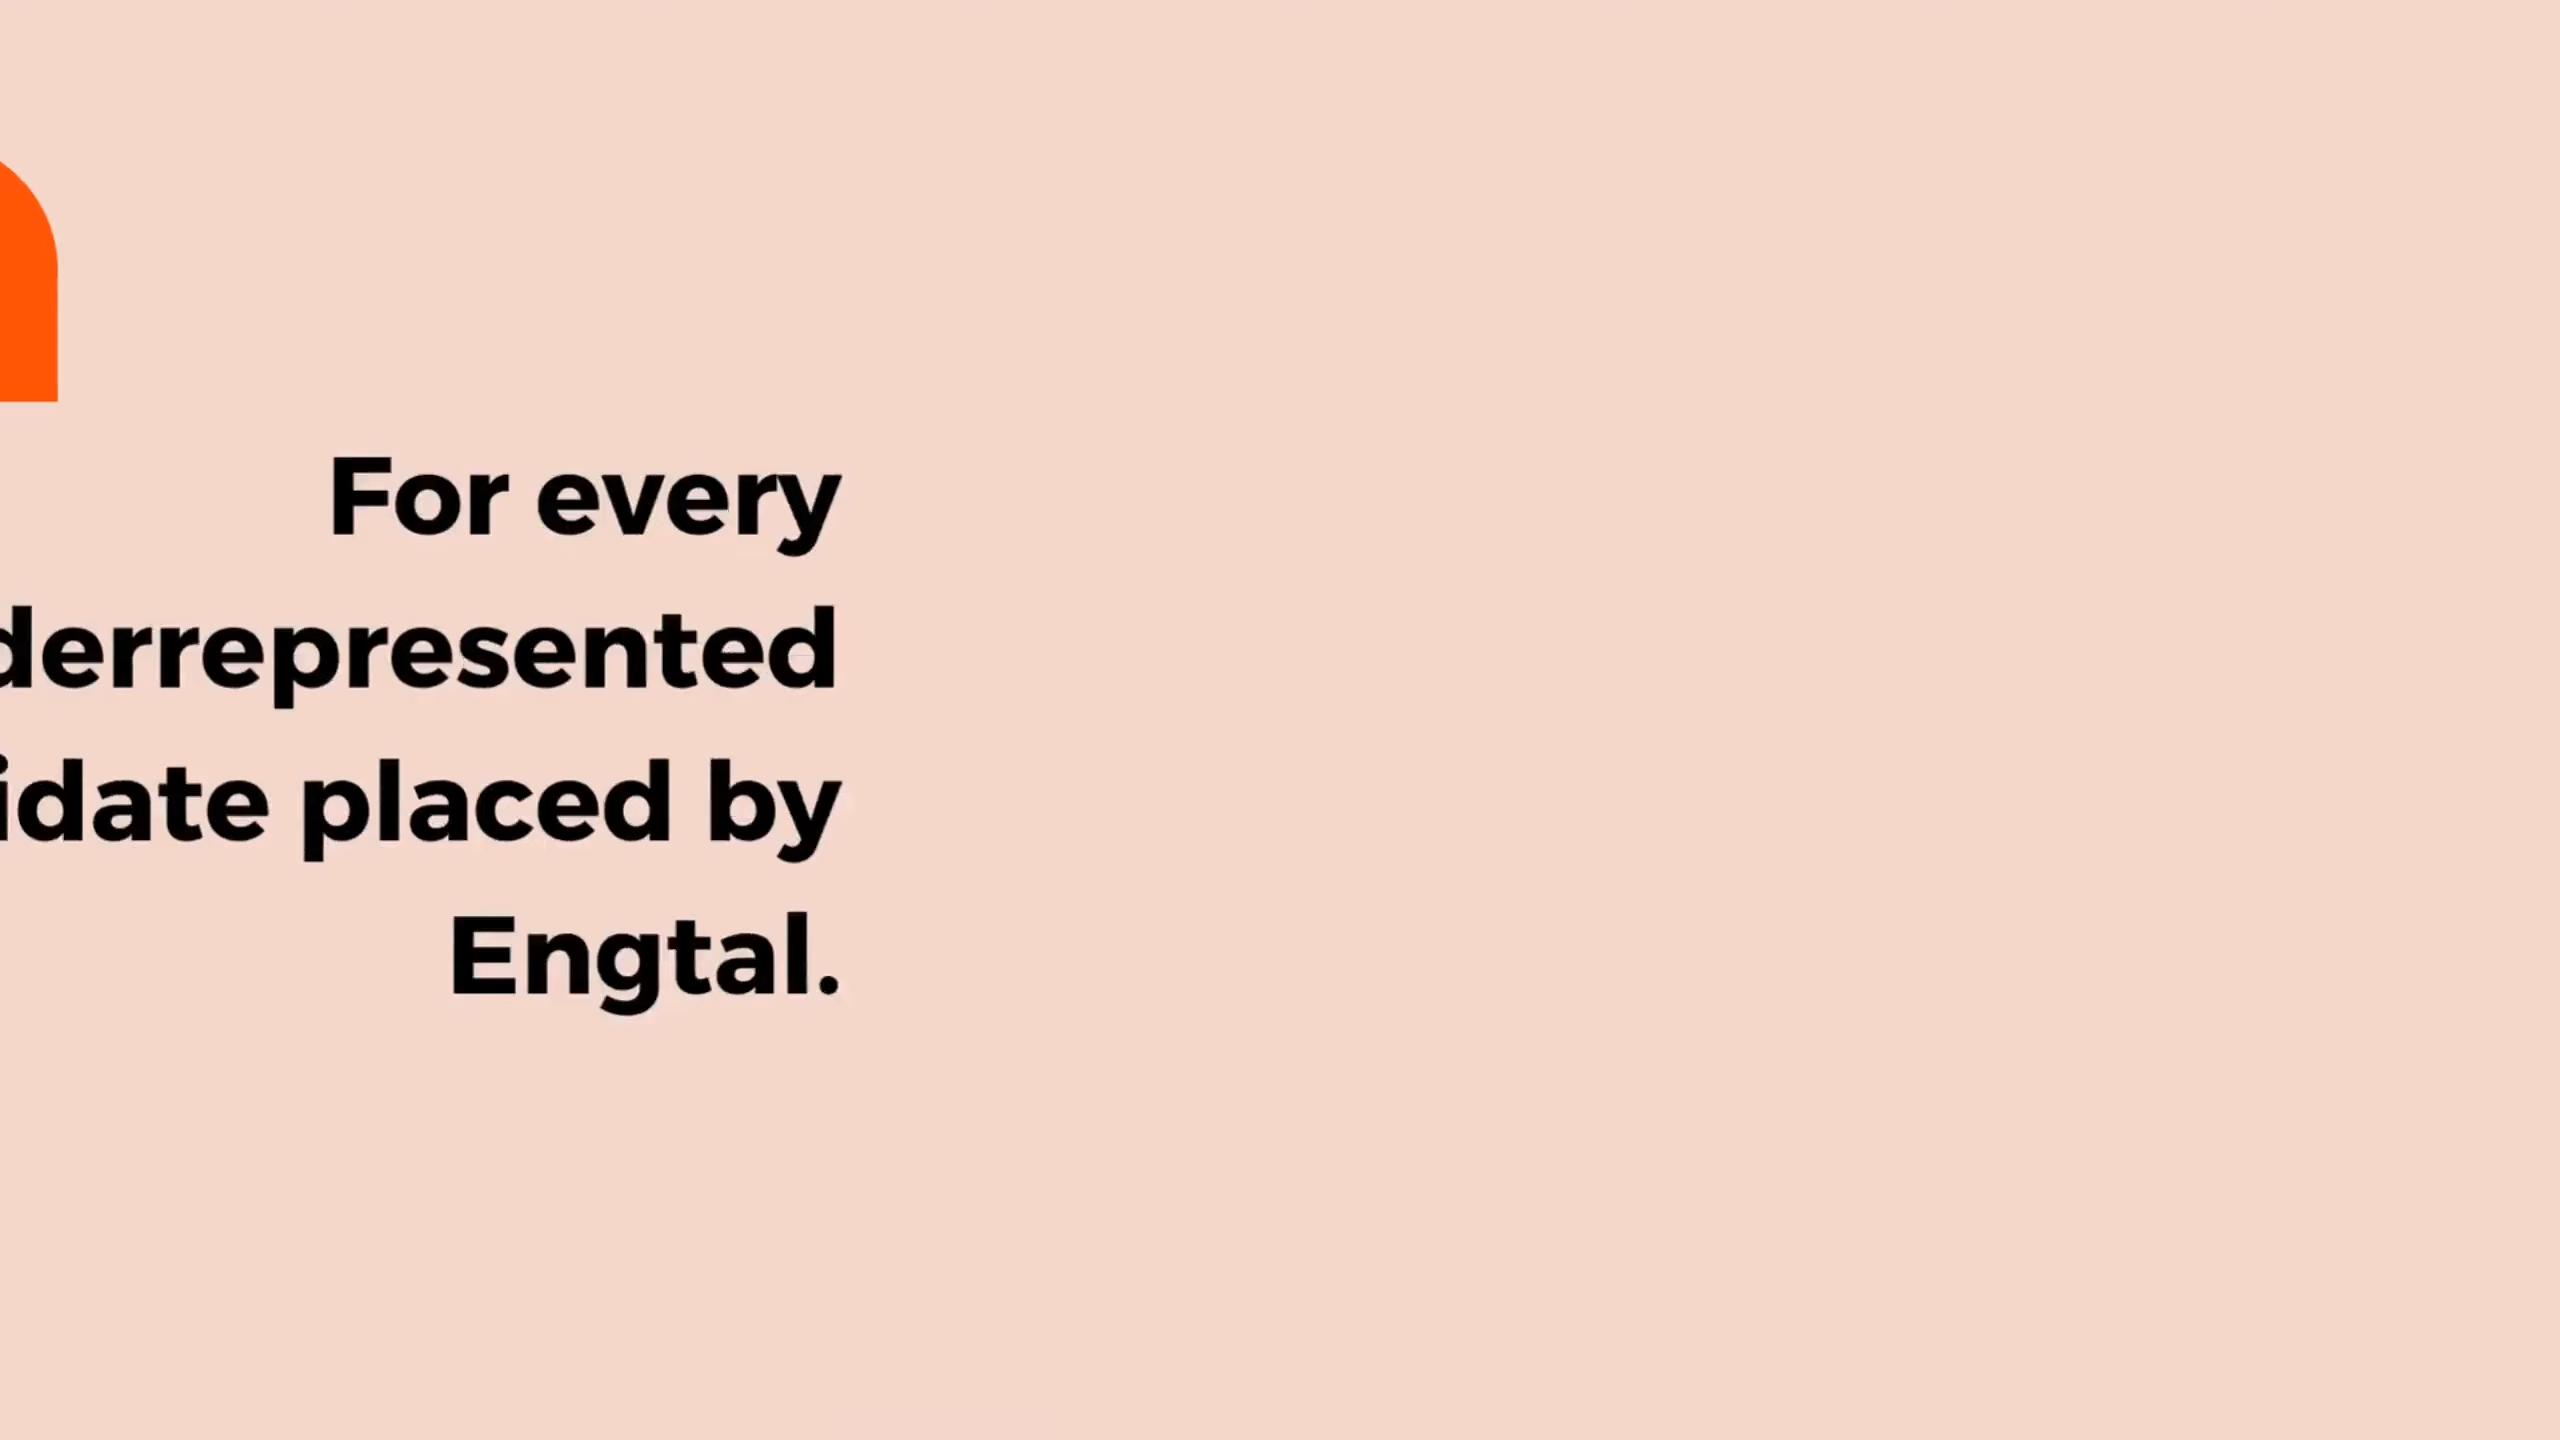 For every
derrepresented
idate placed by
Engtal.